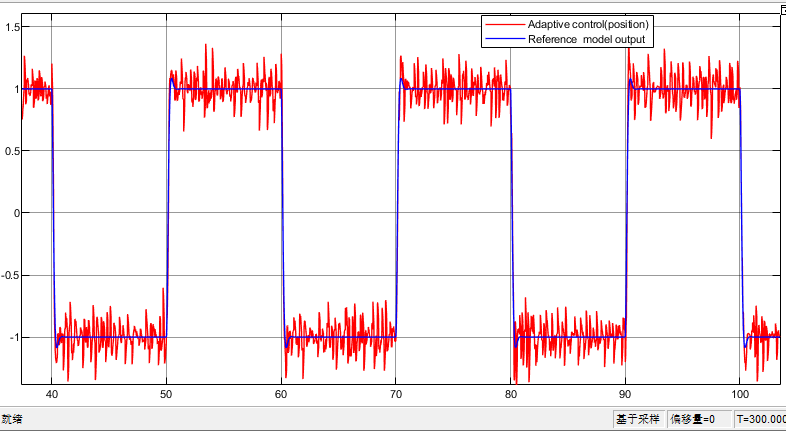 1.5
Adaptive control(position)
Reference model output
1
0.5
0
-0.5
-1
40 50 60 70 80 90 100
就绪 基于采样 偏移量=0 T=300.000